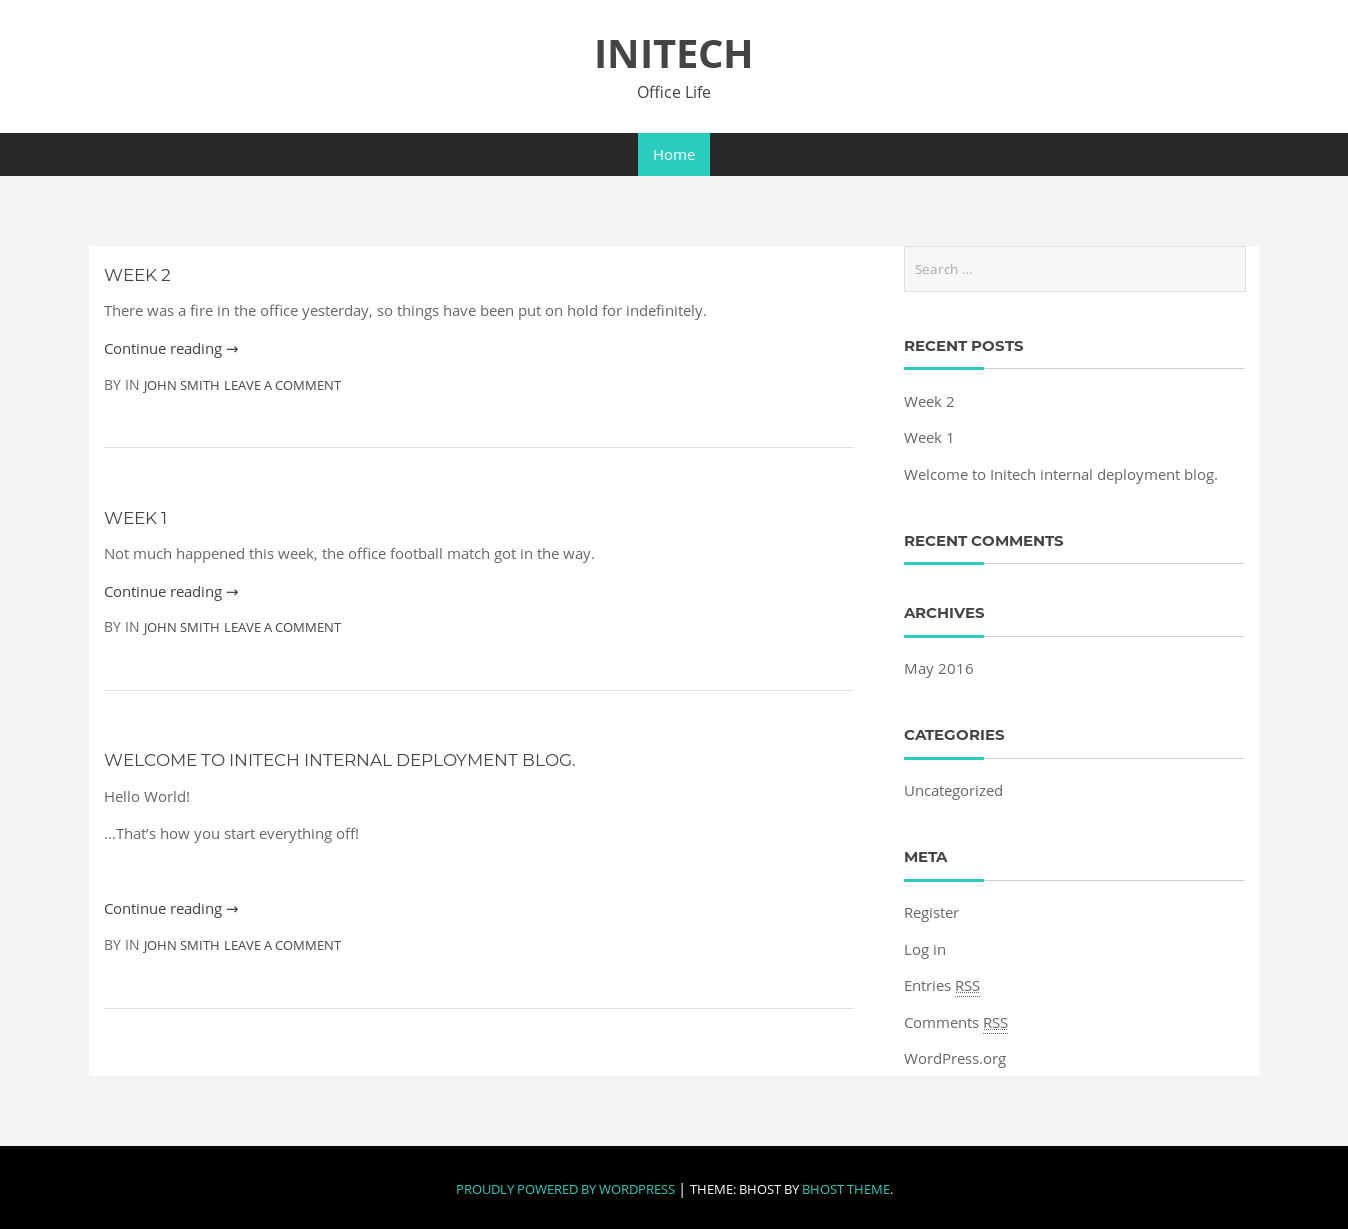 INITECH
Office Life
Home
WEEK 2
There was a fire in the office yesterday, so things have been put on hold for indefinitely.
Continue reading →
BY IN JOHN SMITH LEAVE A COMMENT
WEEK 1
Not much happened this week, the office football match got in the way.
Continue reading →
BY IN JOHN SMITH LEAVE A COMMENT
WELCOME TO INITECH INTERNAL DEPLOYMENT BLOG.
Hello World!
…That’s how you start everything off!
Continue reading →
BY IN JOHN SMITH LEAVE A COMMENT
Search …
RECENT POSTS
Week 2
Week 1
Welcome to Initech internal deployment blog.
RECENT COMMENTS
ARCHIVES
May 2016
CATEGORIES
Uncategorized
META
Register
Log in
Entries RSS
Comments RSS
WordPress.org
PROUDLY POWERED BY WORDPRESS | THEME: BHOST BY BHOST THEME.